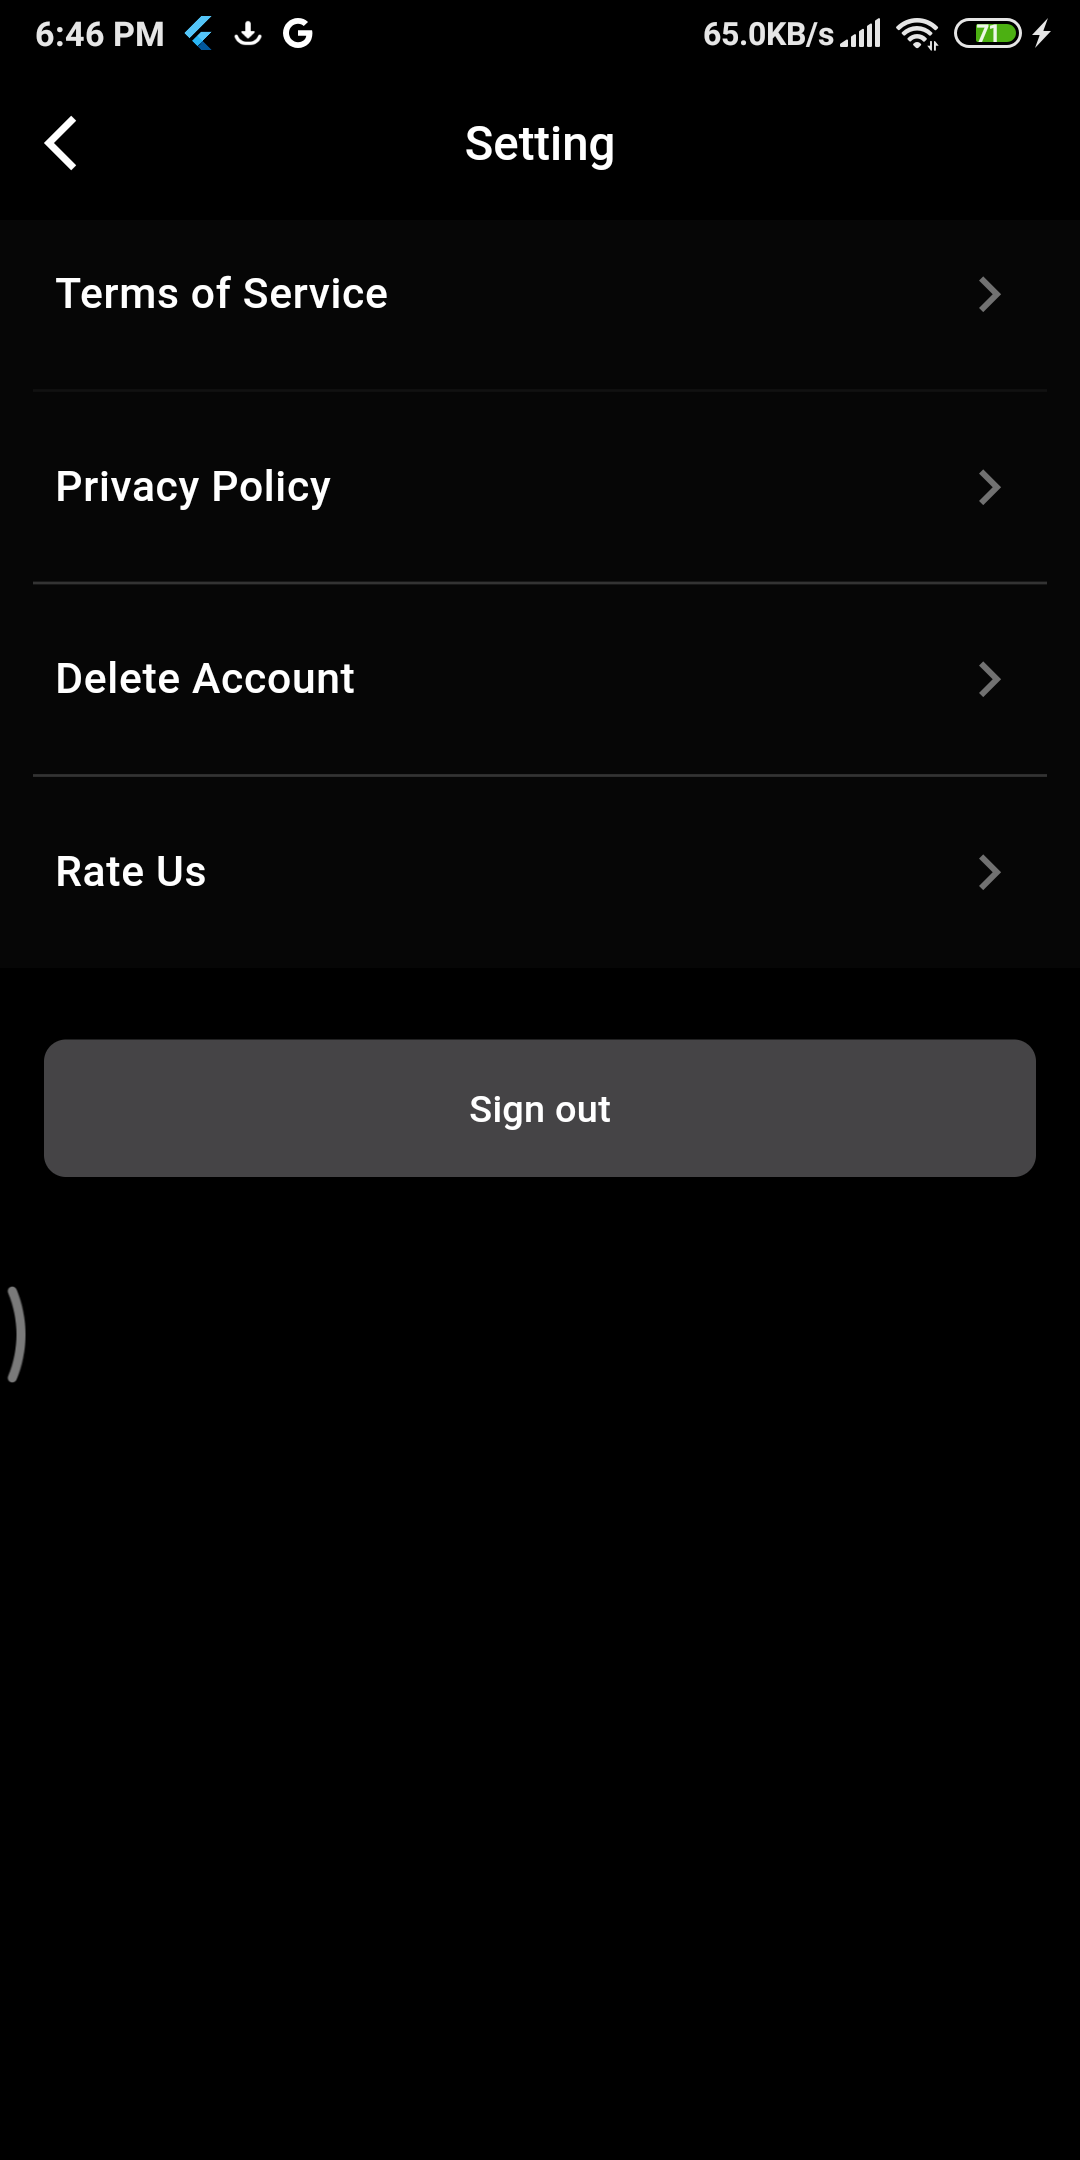 6:46 PM 65.0KB/s 71
Setting
Terms of Service
Privacy Policy
Delete Account
Rate Us
Sign out